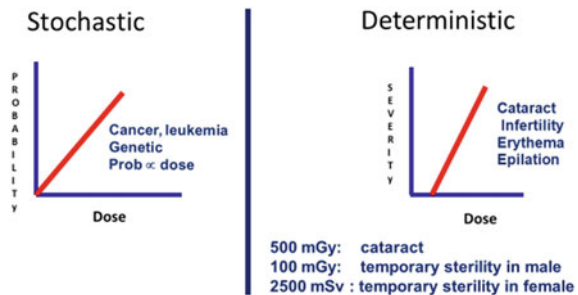 Stochastic
PROBABILITy
Cancer, leukemia
Genetic
Prob ∝ dose
Dose
Deterministic
SEVERITy
Cataract
Infertility
Erythema
Epilation
Dose
500 mGy: cataract
100 mGy: temporary sterility in male
2500 mSv : temporary sterility in female